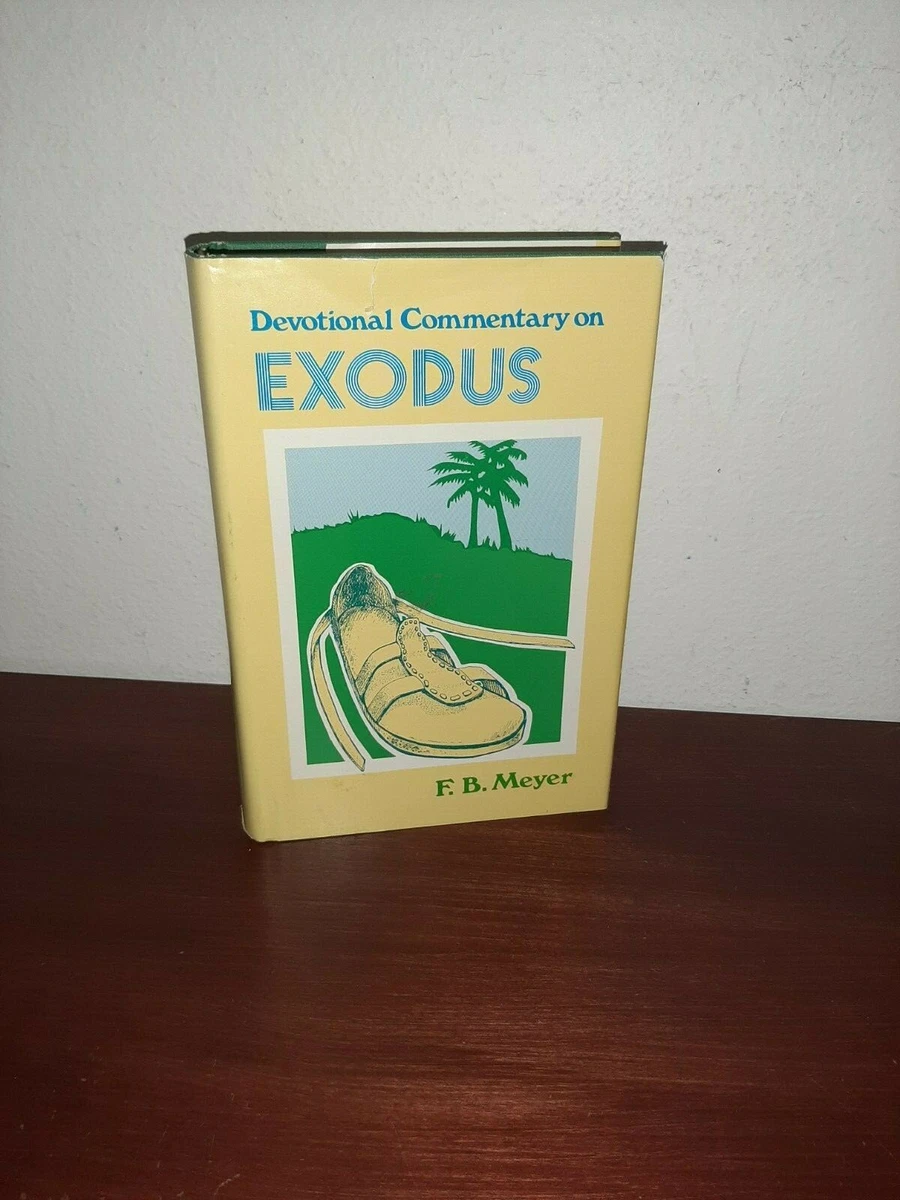 Devotional Commentary on
EXODUS
F. B. Meyer